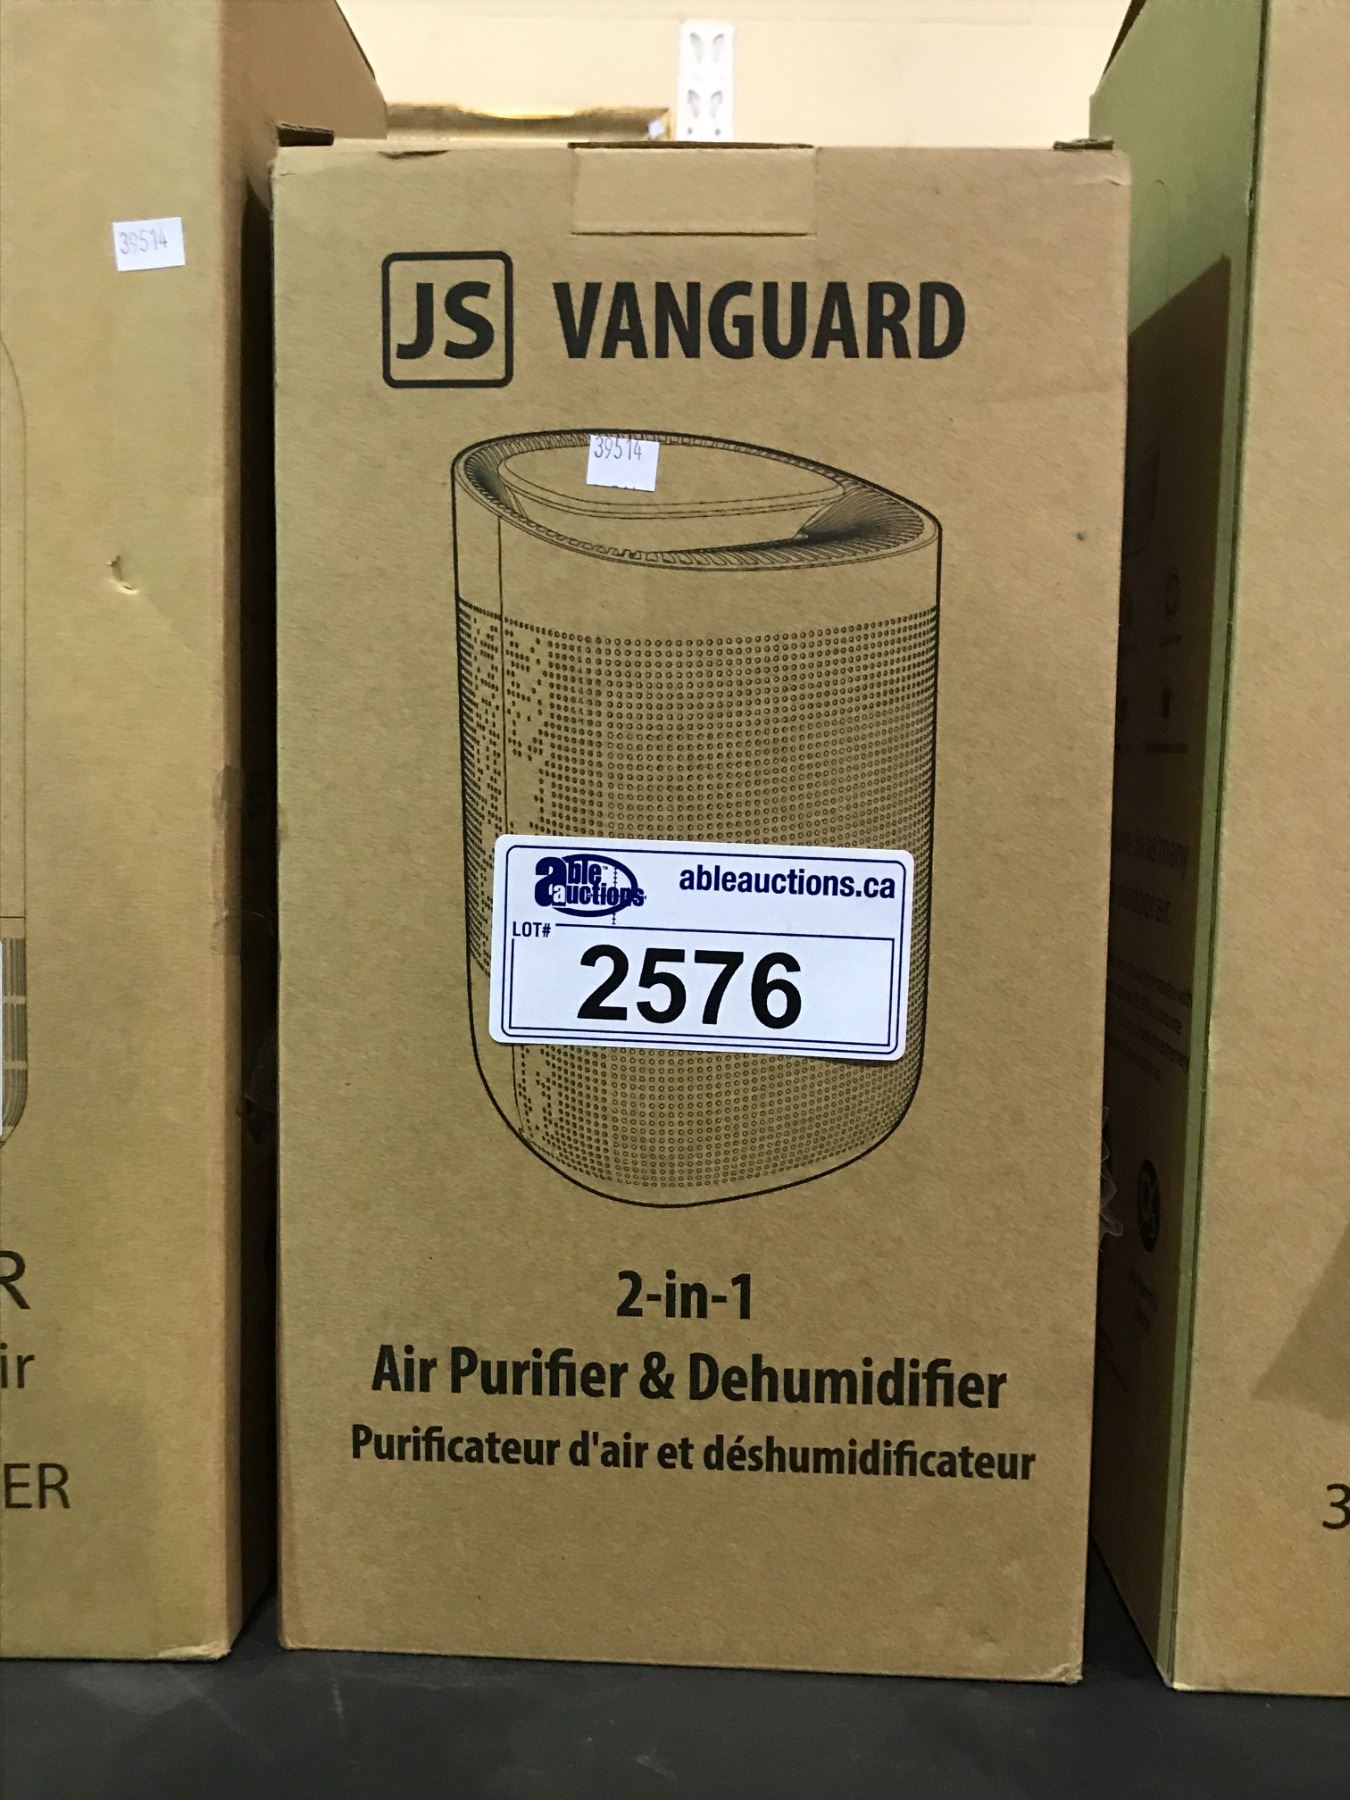 39514
JS VANGUARD
39514
able auctions
ableauctions.ca
LOT#
2576
2-in-1
Air Purifier & Dehumidifier
Purificateur d'air et déshumidificateur
R
ir
ER
3